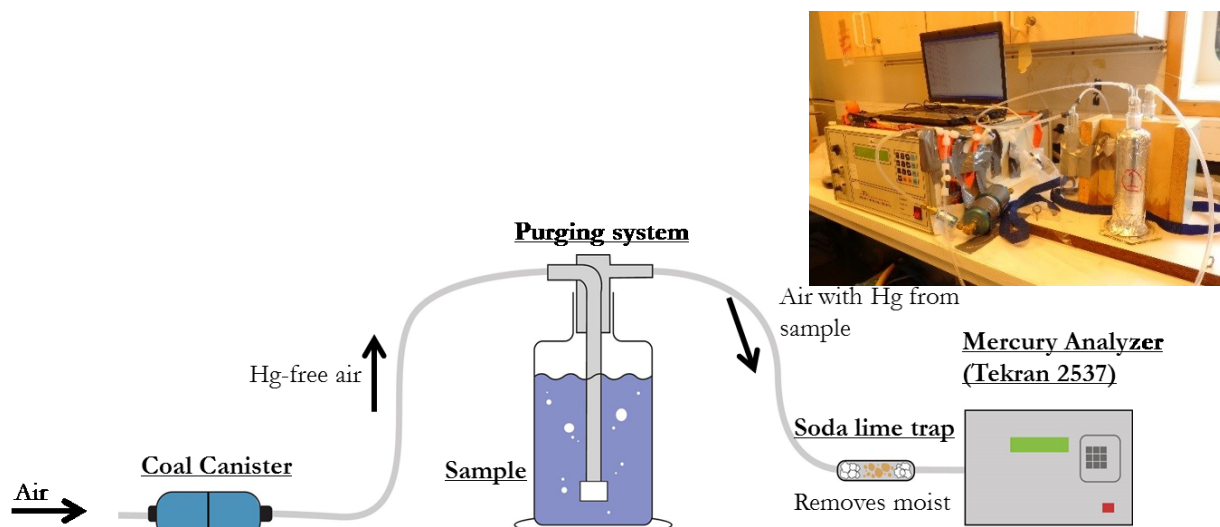 Purging system
Air with Hg from
sample
Mercury Analyzer
(Tekran 2537)
Hg-free air
Soda lime trap
Coal Canister
Sample
Air
Removes moist